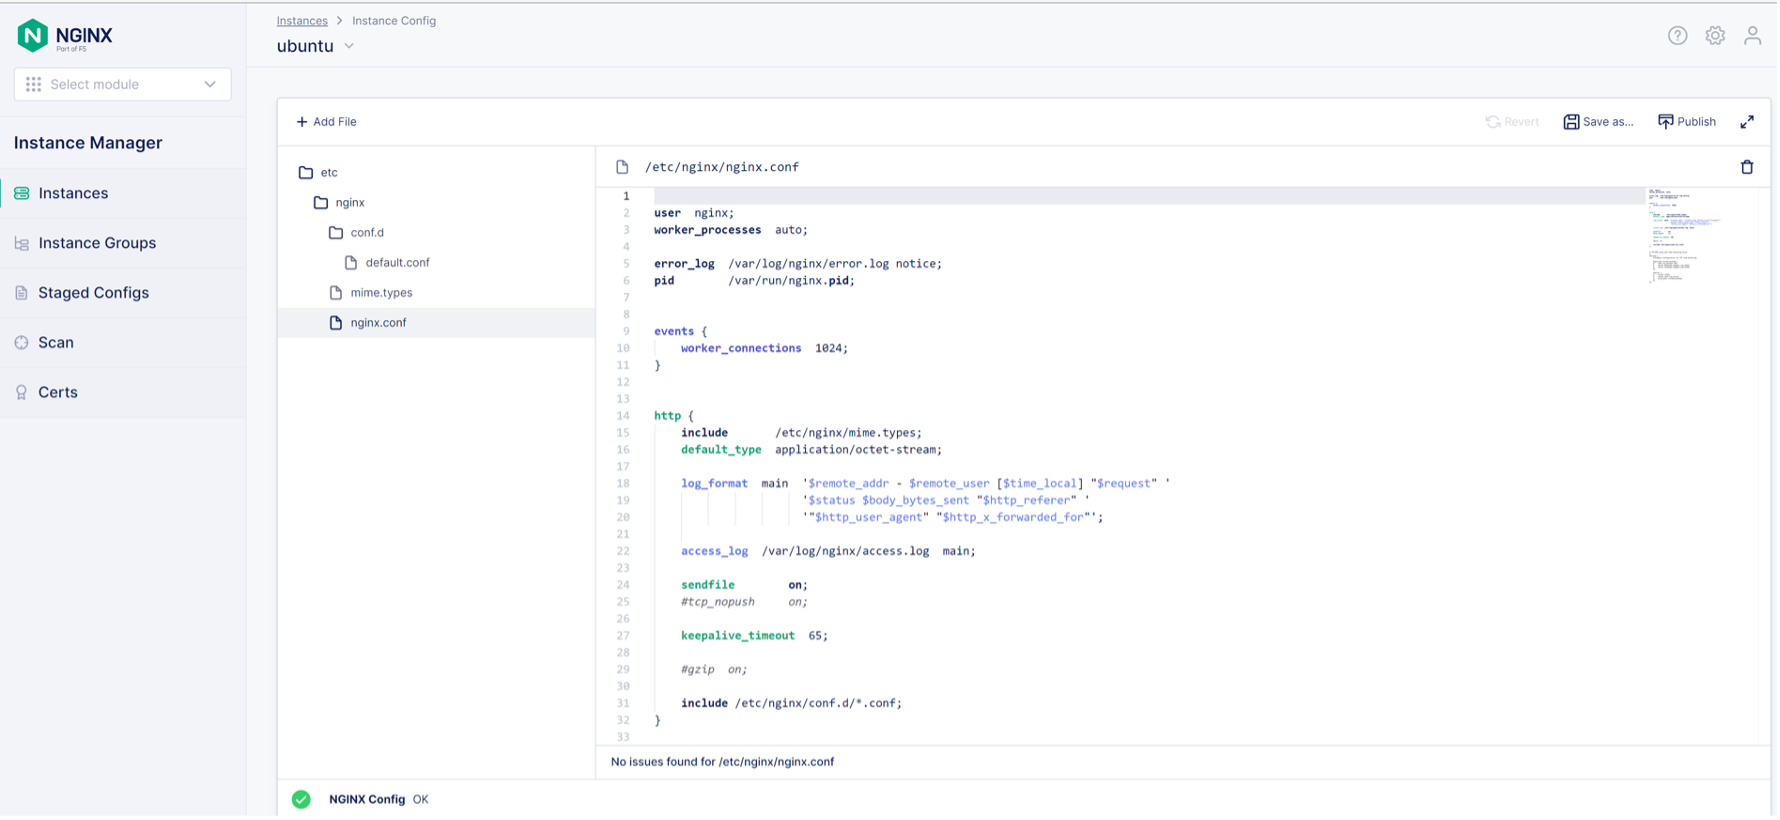 NGINX
Part of F5
Select module
Instance Manager
Instances
Instance Groups
Staged Configs
Scan
Certs
Instances > Instance Config
ubuntu
+ Add File
Revert
Save as...
Publish
etc
nginx
conf.d
default.conf
mime.types
nginx.conf
/etc/nginx/nginx.conf
1
2 user  nginx;
3 worker_processes  auto;
4
5 error_log  /var/log/nginx/error.log notice;
6 pid        /var/run/nginx.pid;
7
8
9 events {
10     worker_connections  1024;
11 }
12
13
14 http {
15     include       /etc/nginx/mime.types;
16     default_type  application/octet-stream;
17
18     log_format  main  '$remote_addr - $remote_user [$time_local] "$request" '
19                       '$status $body_bytes_sent "$http_referer" '
20                       '"$http_user_agent" "$http_x_forwarded_for"';
21
22     access_log  /var/log/nginx/access.log  main;
23
24     sendfile        on;
25     #tcp_nopush     on;
26
27     keepalive_timeout  65;
28
29     #gzip  on;
30
31     include /etc/nginx/conf.d/*.conf;
32 }
33
No issues found for /etc/nginx/nginx.conf
NGINX Config OK